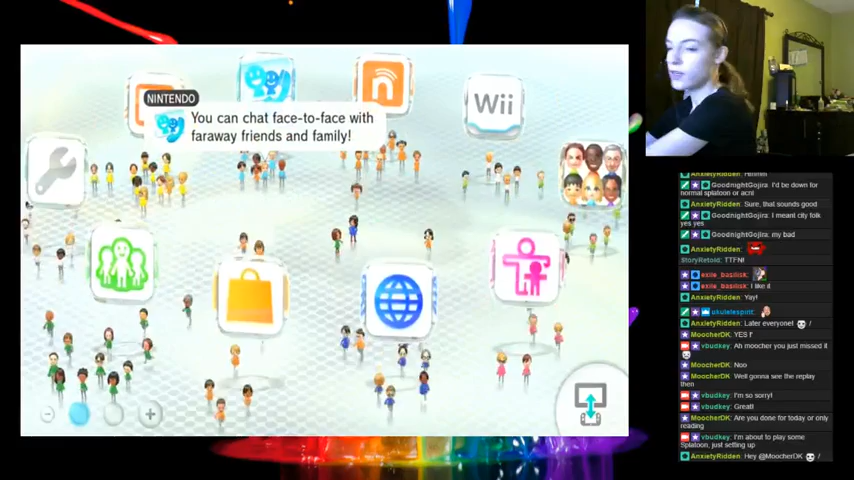 NINTENDO
You can chat face-to-face with
faraway friends and family!
Wii
n
AnxietyRidden:
GoodnightGojira: I'd be down for
normal splatoon or acnl
AnxietyRidden: Sure, that sounds good
GoodnightGojira: I meant city folk
yes yes
GoodnightGojira: my bad
AnxietyRidden:
StoryRetold: TTFN!
exile_basilisk:
exile_basilisk: I like it
AnxietyRidden: Yay!
ukulelespirit:
AnxietyRidden: Later everyone! /
MoocherDK: YES !'
vbudkey: Ah moocher you just missed it
MoocherDK: Noo
MoocherDK: Well gonna see the replay
then
vbudkey: I'm so sorry!
vbudkey: Great!
MoocherDK: Are you done for today or only
reading
vbudkey: I'm about to play some
Splatoon, just setting up
AnxietyRidden: Hey @MoocherDK /